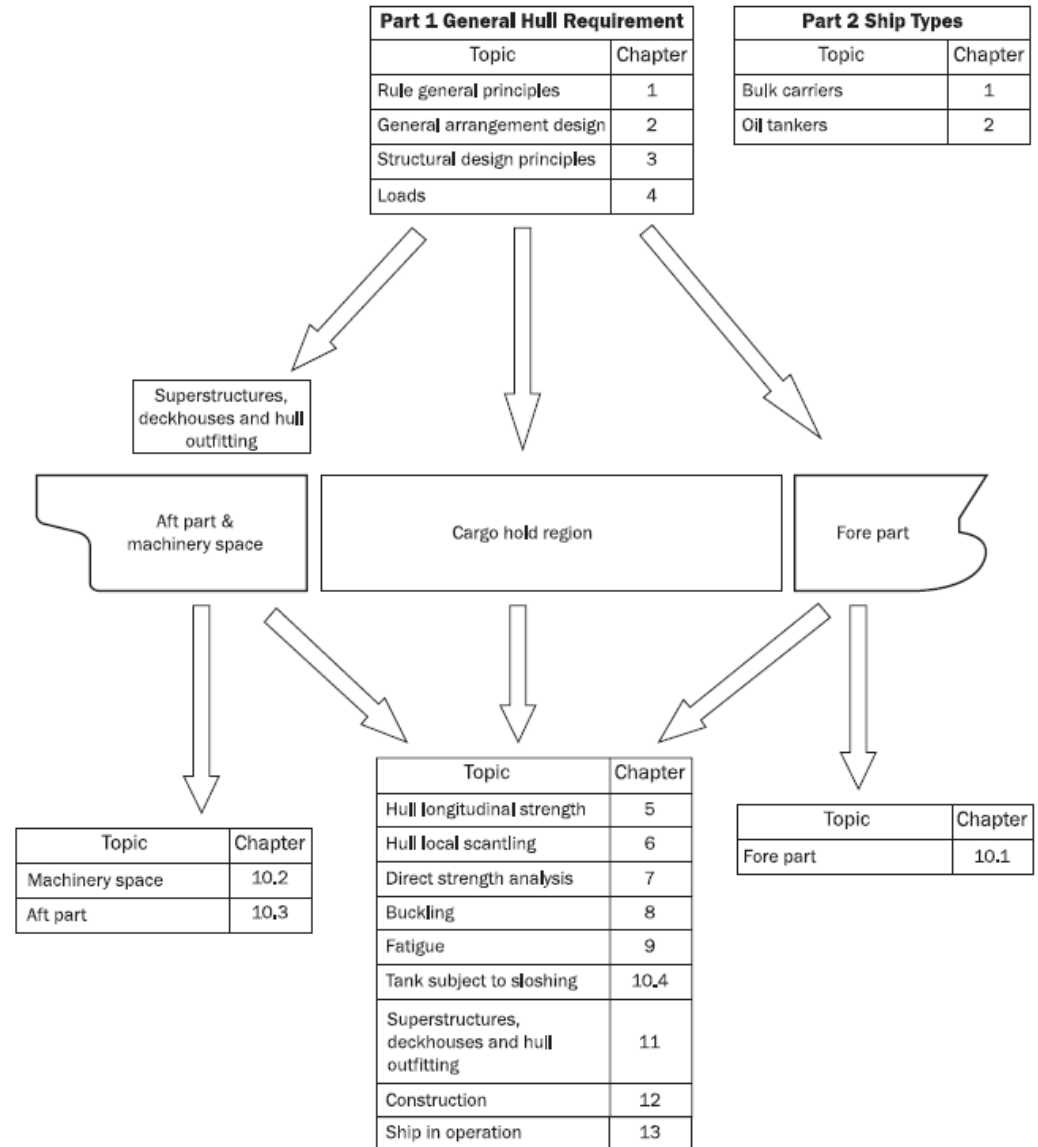 Part 1 General Hull Requirement
Topic Chapter
Rule general principles 1
General arrangement design 2
Structural design principles 3
Loads 4
Part 2 Ship Types
Topic Chapter
Bulk carriers 1
Oil tankers 2
Superstructures,
deckhouses and hull
outfitting
Aft part &
machinery space
Cargo hold region
Fore part
Topic Chapter
Machinery space 10.2
Aft part 10.3
Topic Chapter
Hull longitudinal strength 5
Hull local scantling 6
Direct strength analysis 7
Buckling 8
Fatigue 9
Tank subject to sloshing 10.4
Superstructures,
deckhouses and hull 11
outfitting
Construction 12
Ship in operation 13
Topic Chapter
Fore part 10.1